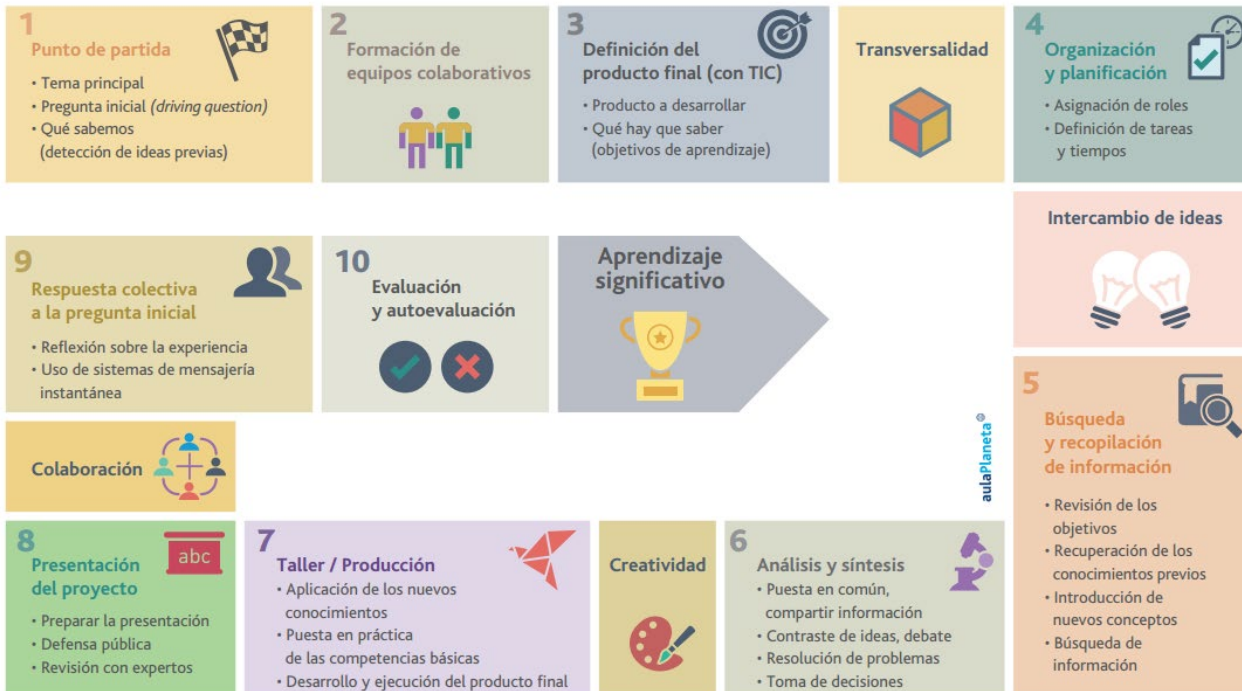 1
Punto de partida
• Tema principal
• Pregunta inicial (driving question)
• Qué sabemos
(detección de ideas previas)
2
Formación de
equipos colaborativos
3
Definición del
producto final (con TIC)
• Producto a desarrollar
• Qué hay que saber
(objetivos de aprendizaje)
Transversalidad
4
Organización
y planificación
• Asignación de roles
• Definición de tareas
y tiempos
Intercambio de ideas
5
Búsqueda
y recopilación
de información
• Revisión de los
objetivos
• Recuperación de los
conocimientos previos
• Introducción de
nuevos conceptos
• Búsqueda de
información
6
Análisis y síntesis
• Puesta en común,
compartir información
• Contraste de ideas, debate
• Resolución de problemas
• Toma de decisiones
Creatividad
7
Taller / Producción
• Aplicación de los nuevos
conocimientos
• Puesta en práctica
de las competencias básicas
• Desarrollo y ejecución del producto final
8
abc
Presentación
del proyecto
• Preparar la presentación
• Defensa pública
• Revisión con expertos
Colaboración
9
Respuesta colectiva
a la pregunta inicial
• Reflexión sobre la experiencia
• Uso de sistemas de mensajería
instantánea
10
Evaluación
y autoevaluación
Aprendizaje
significativo
aulaPlaneta